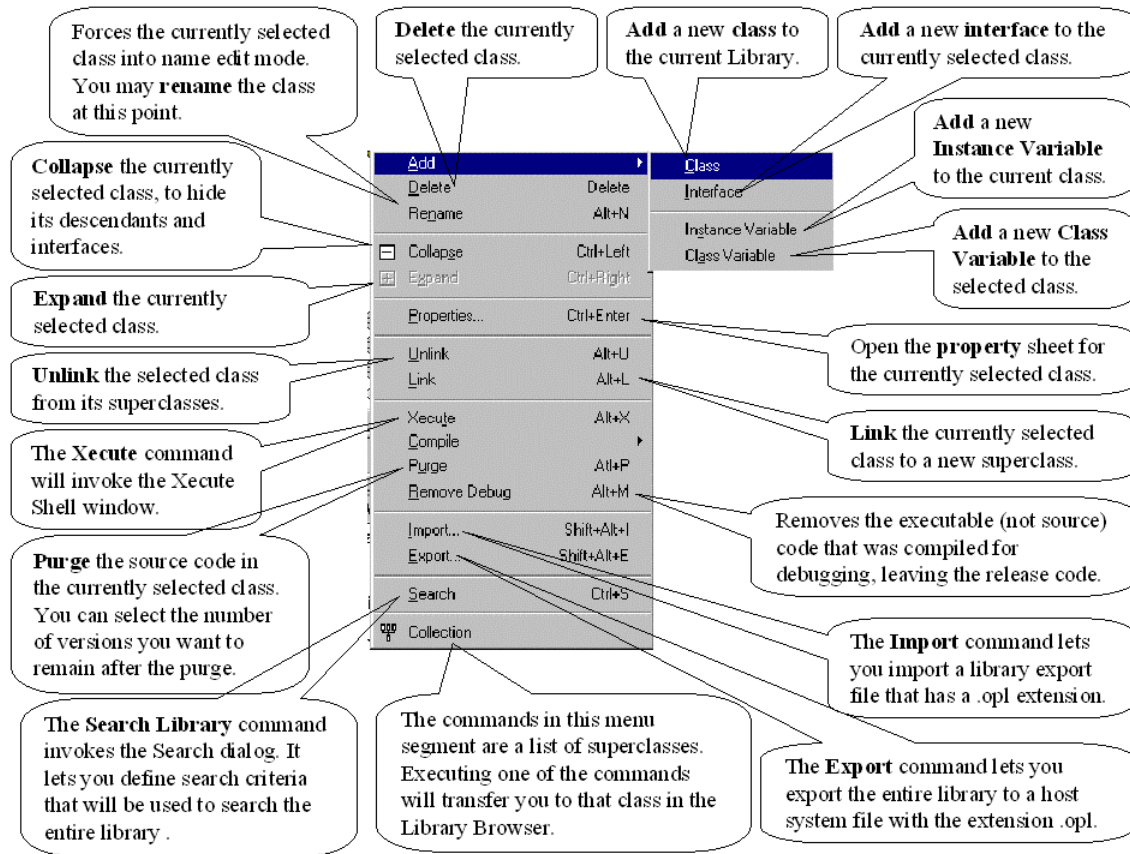 Forces the currently selected
class into name edit mode.
You may rename the class
at this point.
Delete the currently
selected class.
Add a new class to
the current Library.
Add a new interface to the
currently selected class.
Add a new
Instance Variable
to the current class.
Add a new Class
Variable to the
selected class.
Collapse the currently
selected class, to hide
its descendants and
interfaces.
Expand the currently
selected class.
Unlink the selected class
from its superclasses.
The Xecute command
will invoke the Xecute
Shell window.
Purge the source code in
the currently selected class.
You can select the number
of versions you want to
remain after the purge.
The Search Library command
invokes the Search dialog. It
lets you define search criteria
that will be used to search the
entire library .
Add
Delete Delete
Rename Alt+N
Collapse Ctrl+Left
Expand Ctrl+Right
Properties... Ctrl+Enter
Unlink Alt+U
Link Alt+L
Xecute Alt+X
Compile
Purge Atl+P
Remove Debug Alt+M
Import... Shift+Alt+I
Export... Shift+Alt+E
Search Ctrl+S
Collection
Class
Interface
Instance Variable
Class Variable
Open the property sheet for
the currently selected class.
Link the currently selected
class to a new superclass.
Removes the executable (not source)
code that was compiled for
debugging, leaving the release code.
The Import command lets
you import a library export
file that has a .opl extension.
The commands in this menu
segment are a list of superclasses.
Executing one of the commands
will transfer you to that class in the
Library Browser.
The Export command lets you
export the entire library to a host
system file with the extension .opl.